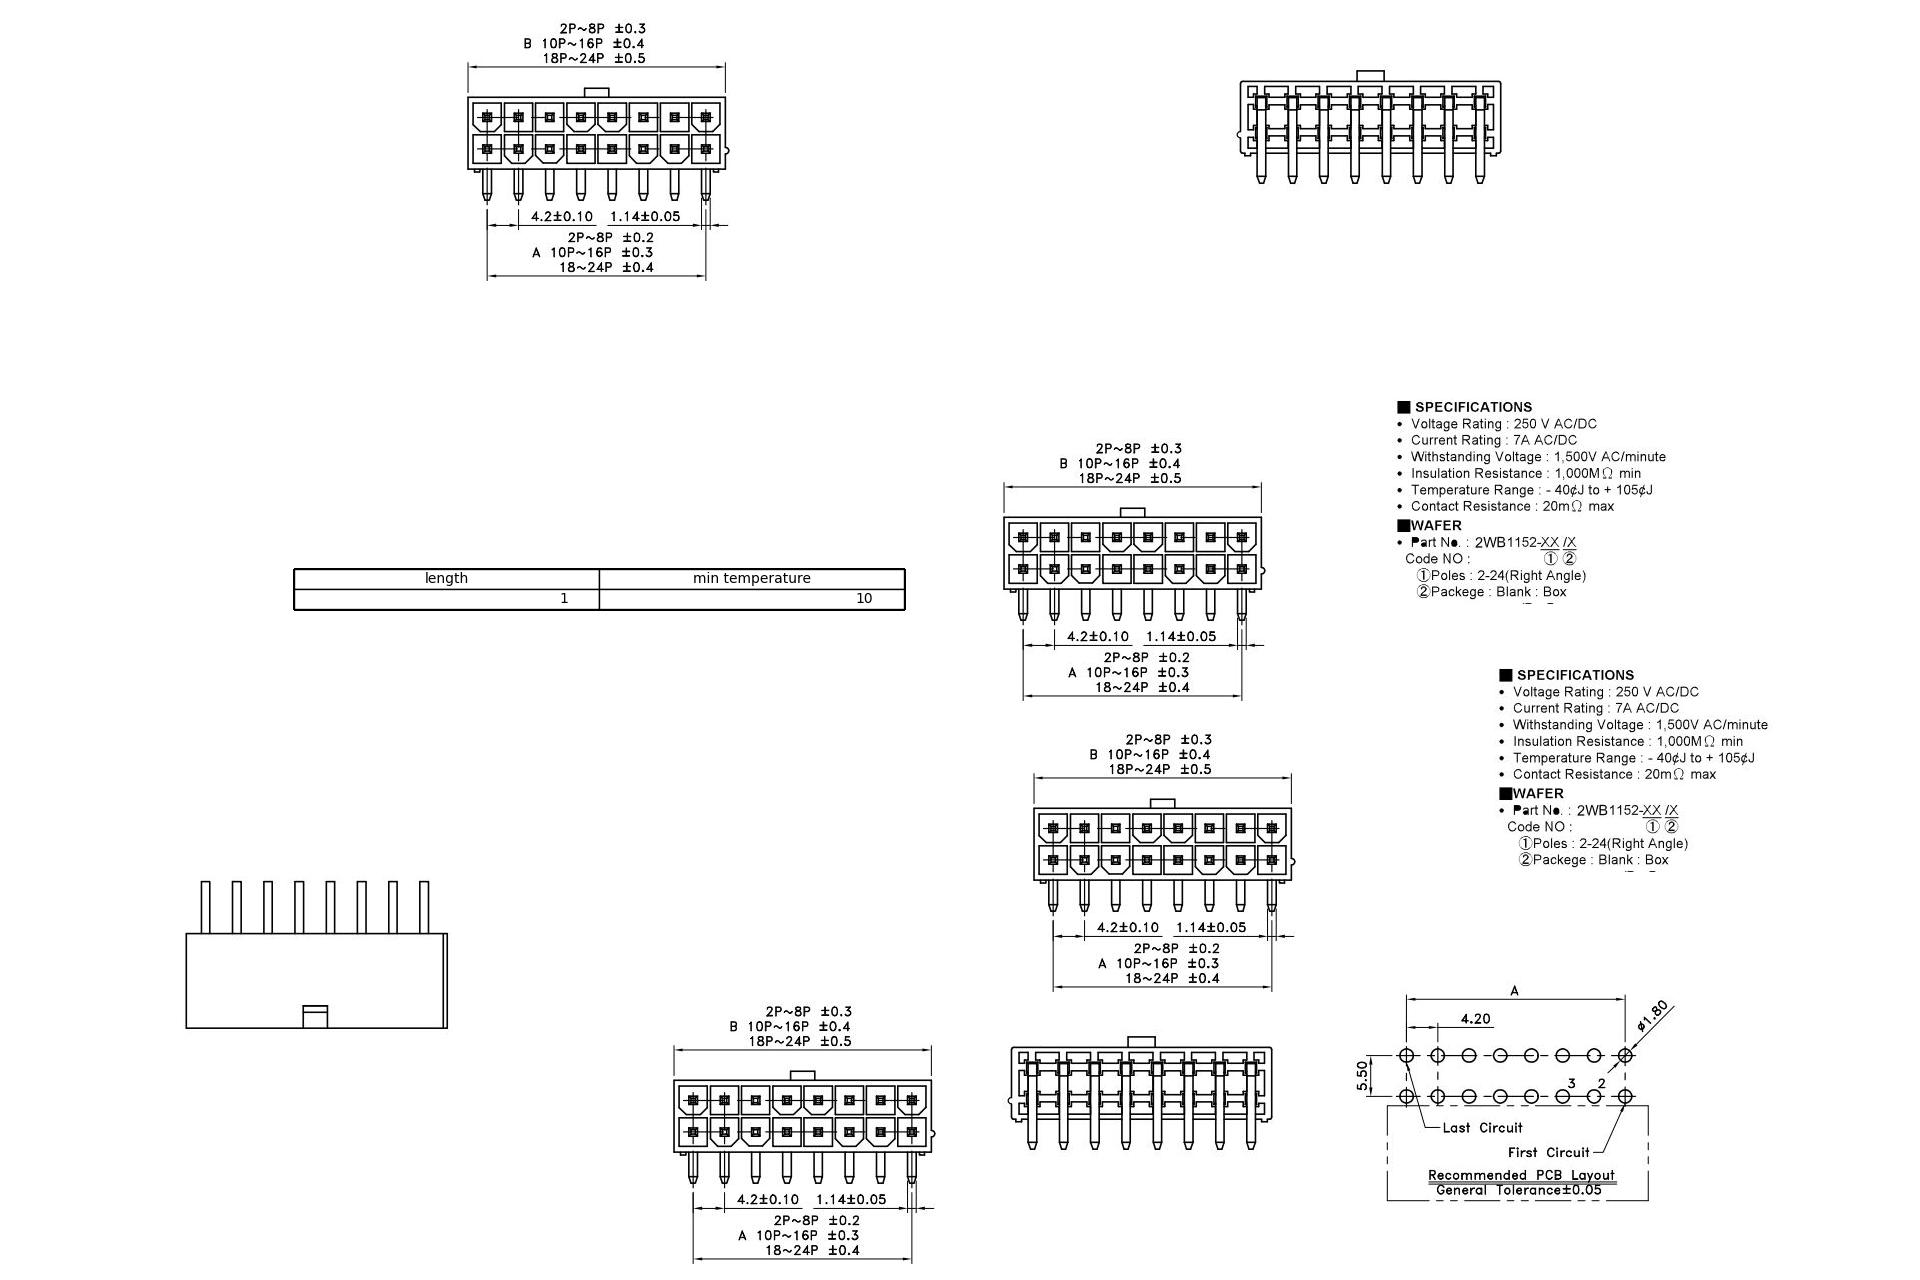 2P~8P ±0.3
B 10P~16P ±0.4
18P~24P ±0.5
4.2±0.10 1.14±0.05
2P~8P ±0.2
A 10P~16P ±0.3
18~24P ±0.4
■ SPECIFICATIONS
• Voltage Rating : 250 V AC/DC
• Current Rating : 7A AC/DC
• Withstanding Voltage : 1,500V AC/minute
• Insulation Resistance : 1,000MΩ min
• Temperature Range : - 40¢J to + 105¢J
• Contact Resistance : 20mΩ max
■WAFER
• Part No. : 2WB1152-XX /X
Code NO : ① ②
①Poles : 2-24(Right Angle)
②Packege : Blank : Box
2P~8P ±0.3
B 10P~16P ±0.4
18P~24P ±0.5
4.2±0.10 1.14±0.05
2P~8P ±0.2
A 10P~16P ±0.3
18~24P ±0.4
length min temperature
1 10
■ SPECIFICATIONS
• Voltage Rating : 250 V AC/DC
• Current Rating : 7A AC/DC
• Withstanding Voltage : 1,500V AC/minute
• Insulation Resistance : 1,000MΩ min
• Temperature Range : - 40¢J to + 105¢J
• Contact Resistance : 20mΩ max
■WAFER
• Part No. : 2WB1152-XX /X
Code NO : ① ②
①Poles : 2-24(Right Angle)
②Packege : Blank : Box
2P~8P ±0.3
B 10P~16P ±0.4
18P~24P ±0.5
4.2±0.10 1.14±0.05
2P~8P ±0.2
A 10P~16P ±0.3
18~24P ±0.4
2P~8P ±0.3
B 10P~16P ±0.4
18P~24P ±0.5
4.2±0.10 1.14±0.05
2P~8P ±0.2
A 10P~16P ±0.3
18~24P ±0.4
A
4.20
ø1.80
5.50
3 2
Last Circuit
First Circuit
Recommended PCB Layout
General Tolerance±0.05